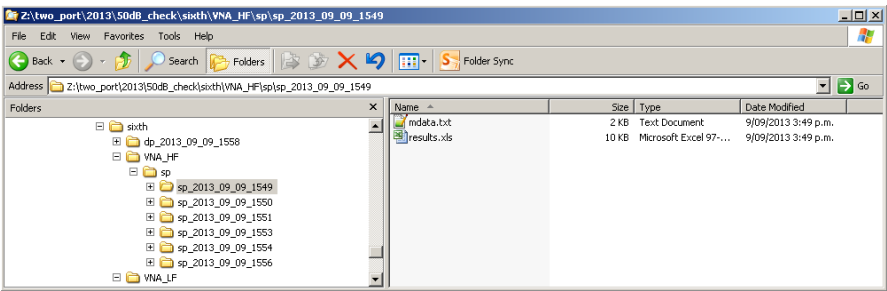 Z:\two_port\2013\50dB_check\sixth\VNA_HF\sp\sp_2013_09_09_1549
File Edit View Favorites Tools Help
Back Search Folders Folder Sync
Address Z:\two_port\2013\50dB_check\sixth\VNA_HF\sp\sp_2013_09_09_1549 Go
Folders x Name Size Type Date Modified
sixth
dp_2013_09_09_1558
VNA_HF
sp
sp_2013_09_09_1549
sp_2013_09_09_1550
sp_2013_09_09_1551
sp_2013_09_09_1553
sp_2013_09_09_1554
sp_2013_09_09_1556
VNA_LF
mdata.txt 2 KB Text Document 9/09/2013 3:49 p.m.
results.xls 10 KB Microsoft Excel 97-... 9/09/2013 3:49 p.m.